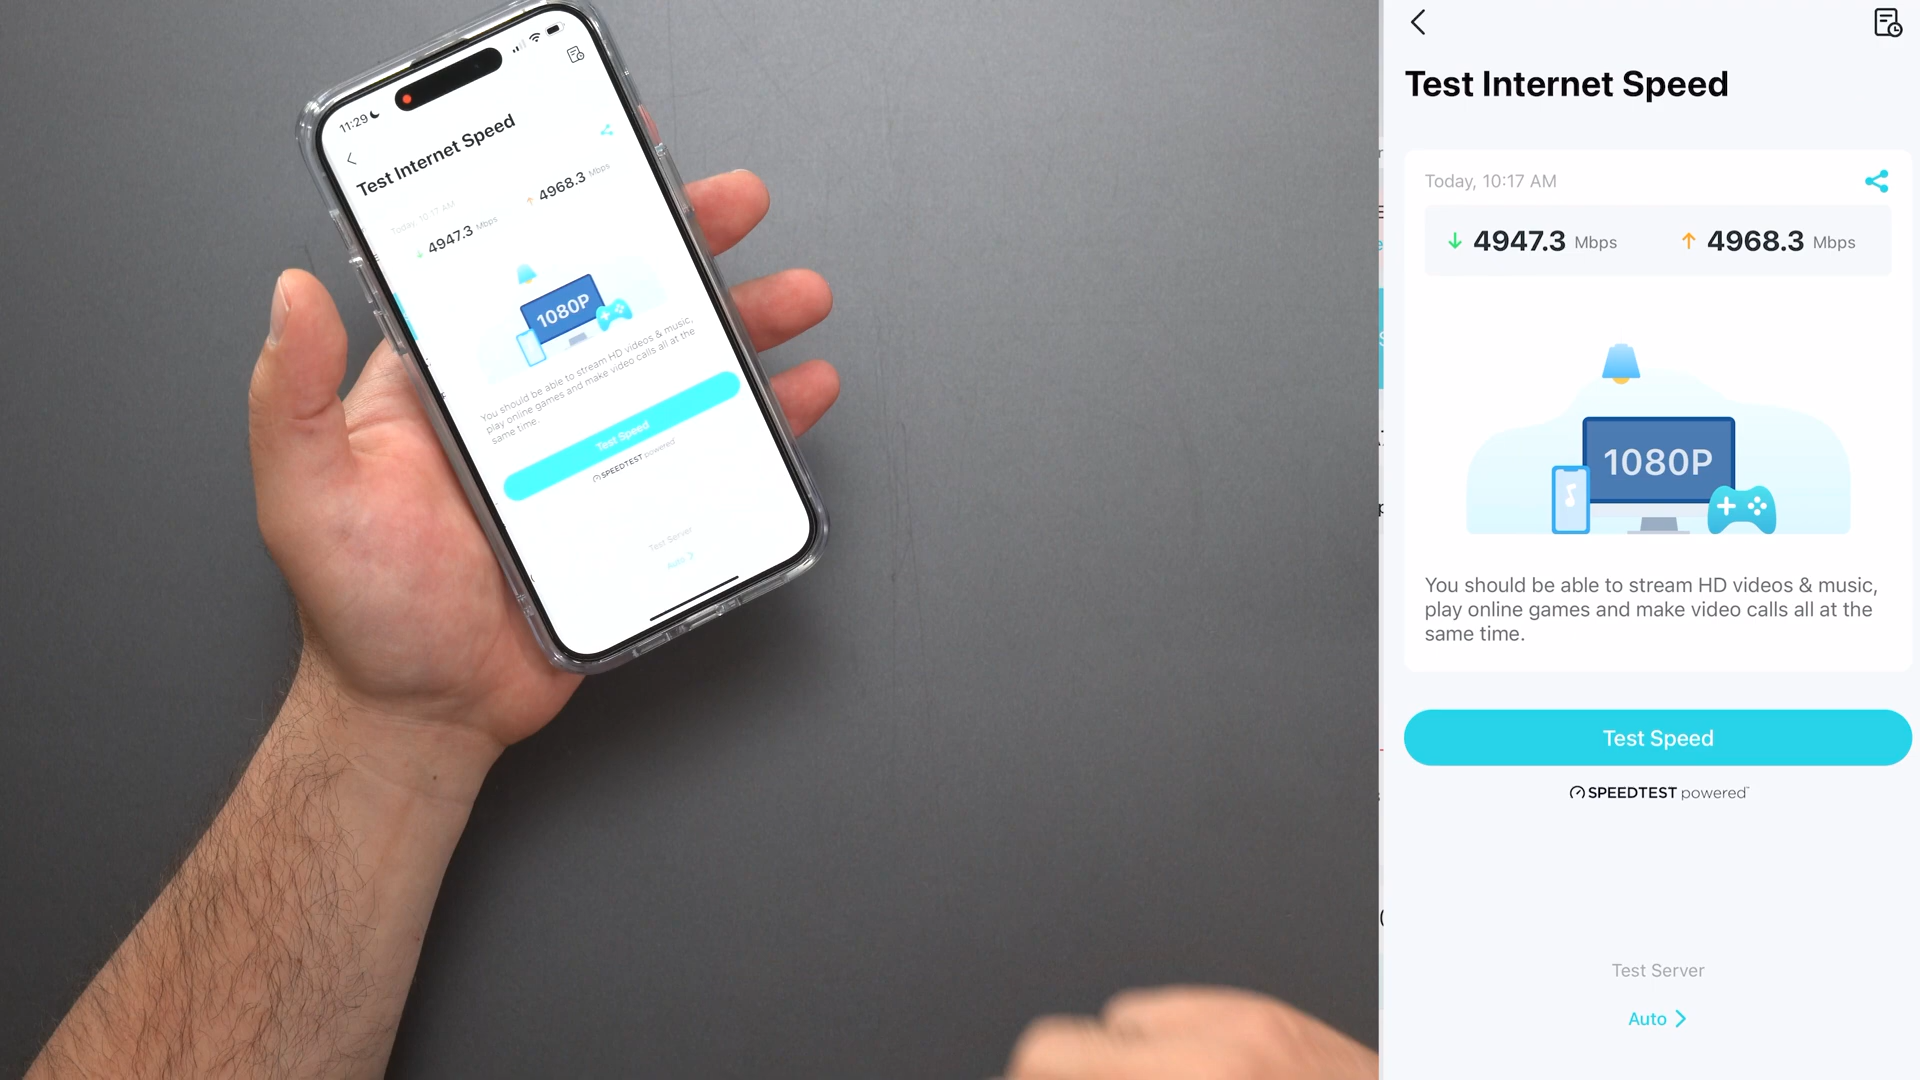 11:29
Test Internet Speed
Today, 10:17 AM
4947.3 Mbps
4968.3 Mbps
1080P
You should be able to stream HD videos & music,
play online games and make video calls all at the
same time.
Test Speed
SPEEDTEST powered
Test Server
Auto
Test Internet Speed
Today, 10:17 AM
4947.3 Mbps
4968.3 Mbps
1080P
You should be able to stream HD videos & music,
play online games and make video calls all at the
same time.
Test Speed
SPEEDTEST powered
Test Server
Auto